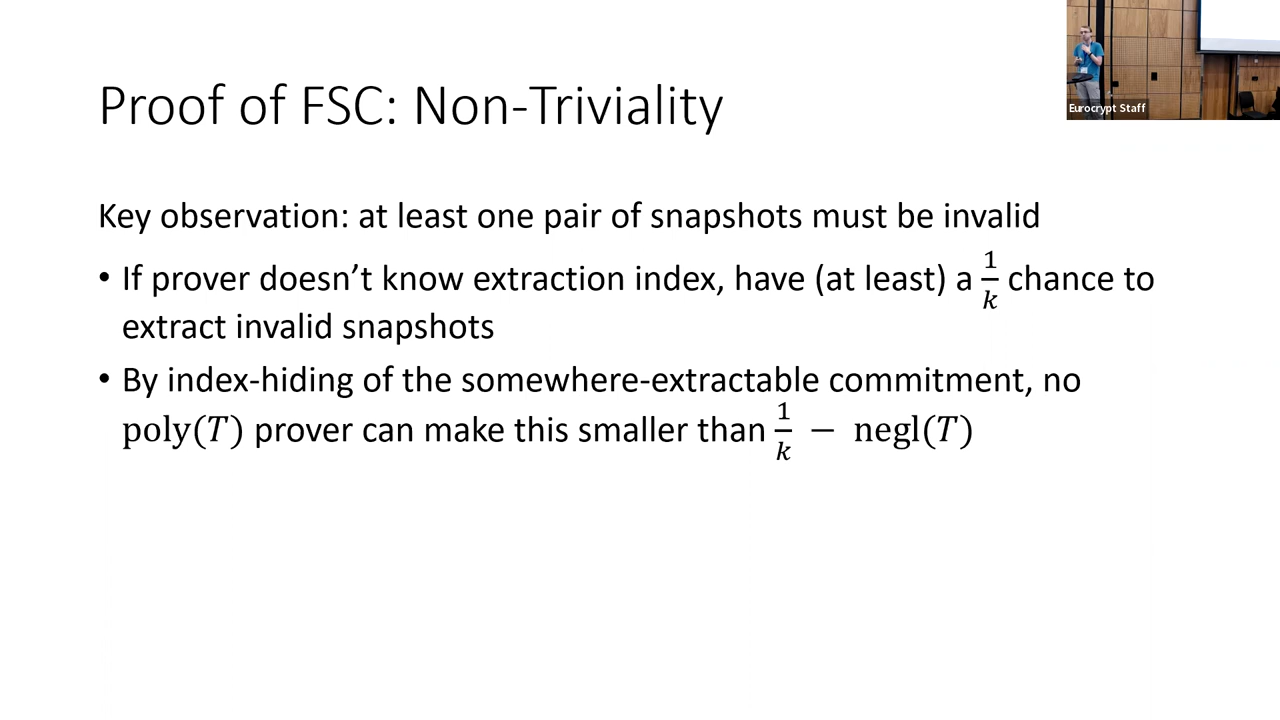 Proof of FSC: Non-Triviality
Eurocrypt Staff
Key observation: at least one pair of snapshots must be invalid
• If prover doesn't know extraction index, have (at least) a 1/k chance to
extract invalid snapshots
• By index-hiding of the somewhere-extractable commitment, no
poly(T) prover can make this smaller than 1/k − negl(T)